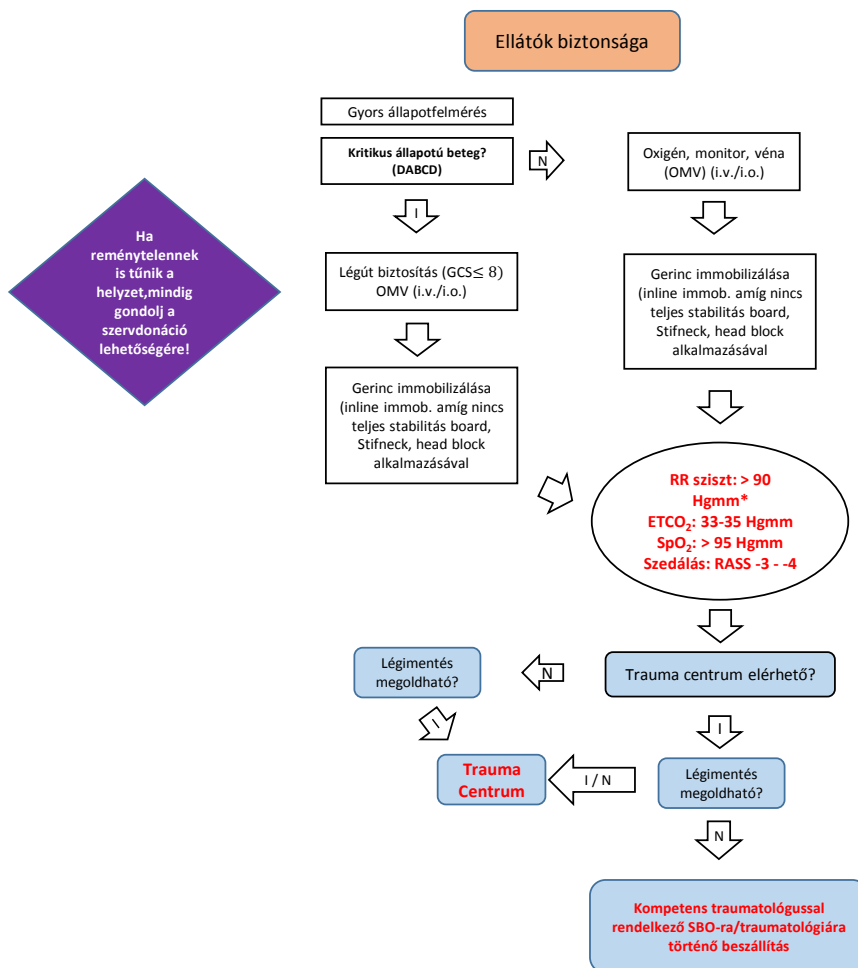 Ellátók biztonsága
Gyors állapotfelmérés
Kritikus állapotú beteg?
(DABCD)
N
Oxigén, monitor, véna
(OMV) (i.v./i.o.)
I
Ha
reménytelennek
is tűnik a
helyzet,mindig
gondolj a
szervdonáció
lehetőségére!
Légút biztosítás (GCS≤ 8)
OMV (i.v./i.o.)
Gerinc immobilizálása
(inline immob. amíg nincs
teljes stabilitás board,
Stifneck, head block
alkalmazásával
Gerinc immobilizálása
(inline immob. amíg nincs
teljes stabilitás board,
Stifneck, head block
alkalmazásával
RR sziszt: > 90
Hgmm*
ETCO₂: 33-35 Hgmm
SpO₂: > 95 Hgmm
Szedálás: RASS -3 - -4
Trauma centrum elérhető?
N
Légimentés
megoldható?
I
I
Trauma
Centrum
I / N
Légimentés
megoldható?
N
Kompetens traumatológussal
rendelkező SBO-ra/traumatológiára
történő beszállítás